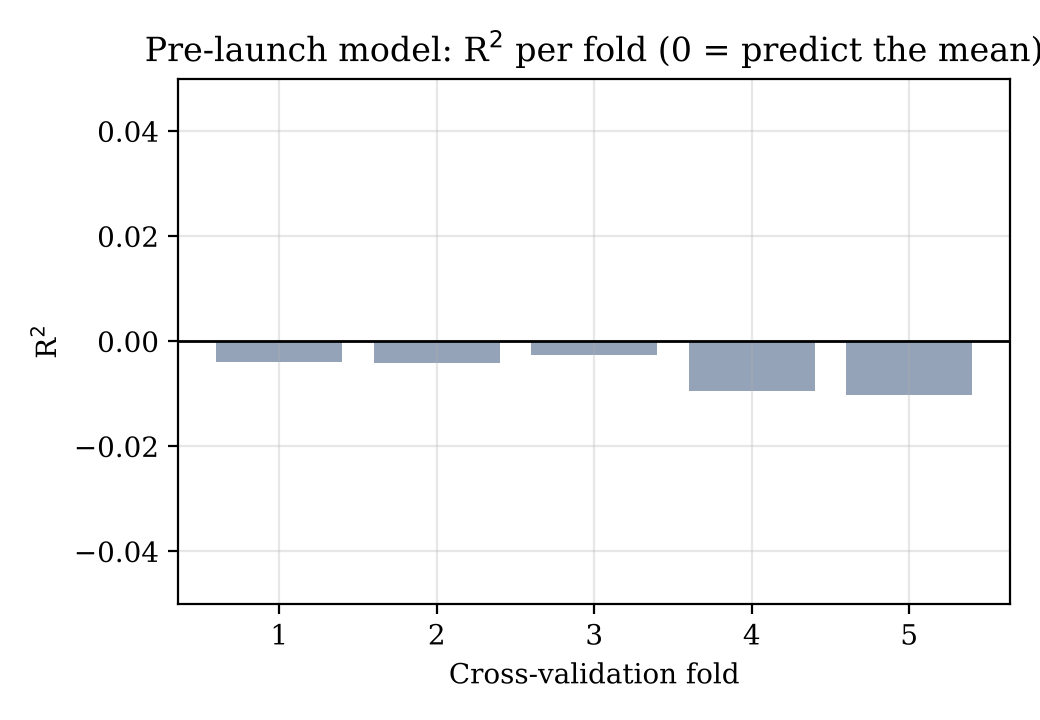 Pre-launch model: R² per fold (0 = predict the mean)
0.04
0.02
0.00
−0.02
−0.04
R²
1 2 3 4 5
Cross-validation fold